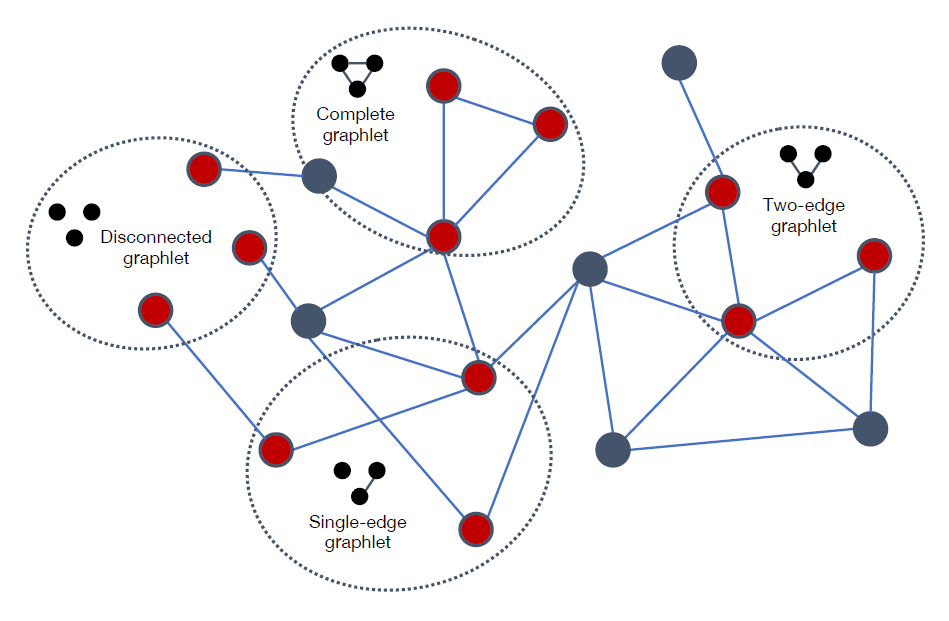 Complete
graphlet
Two-edge
graphlet
Disconnected
graphlet
Single-edge
graphlet